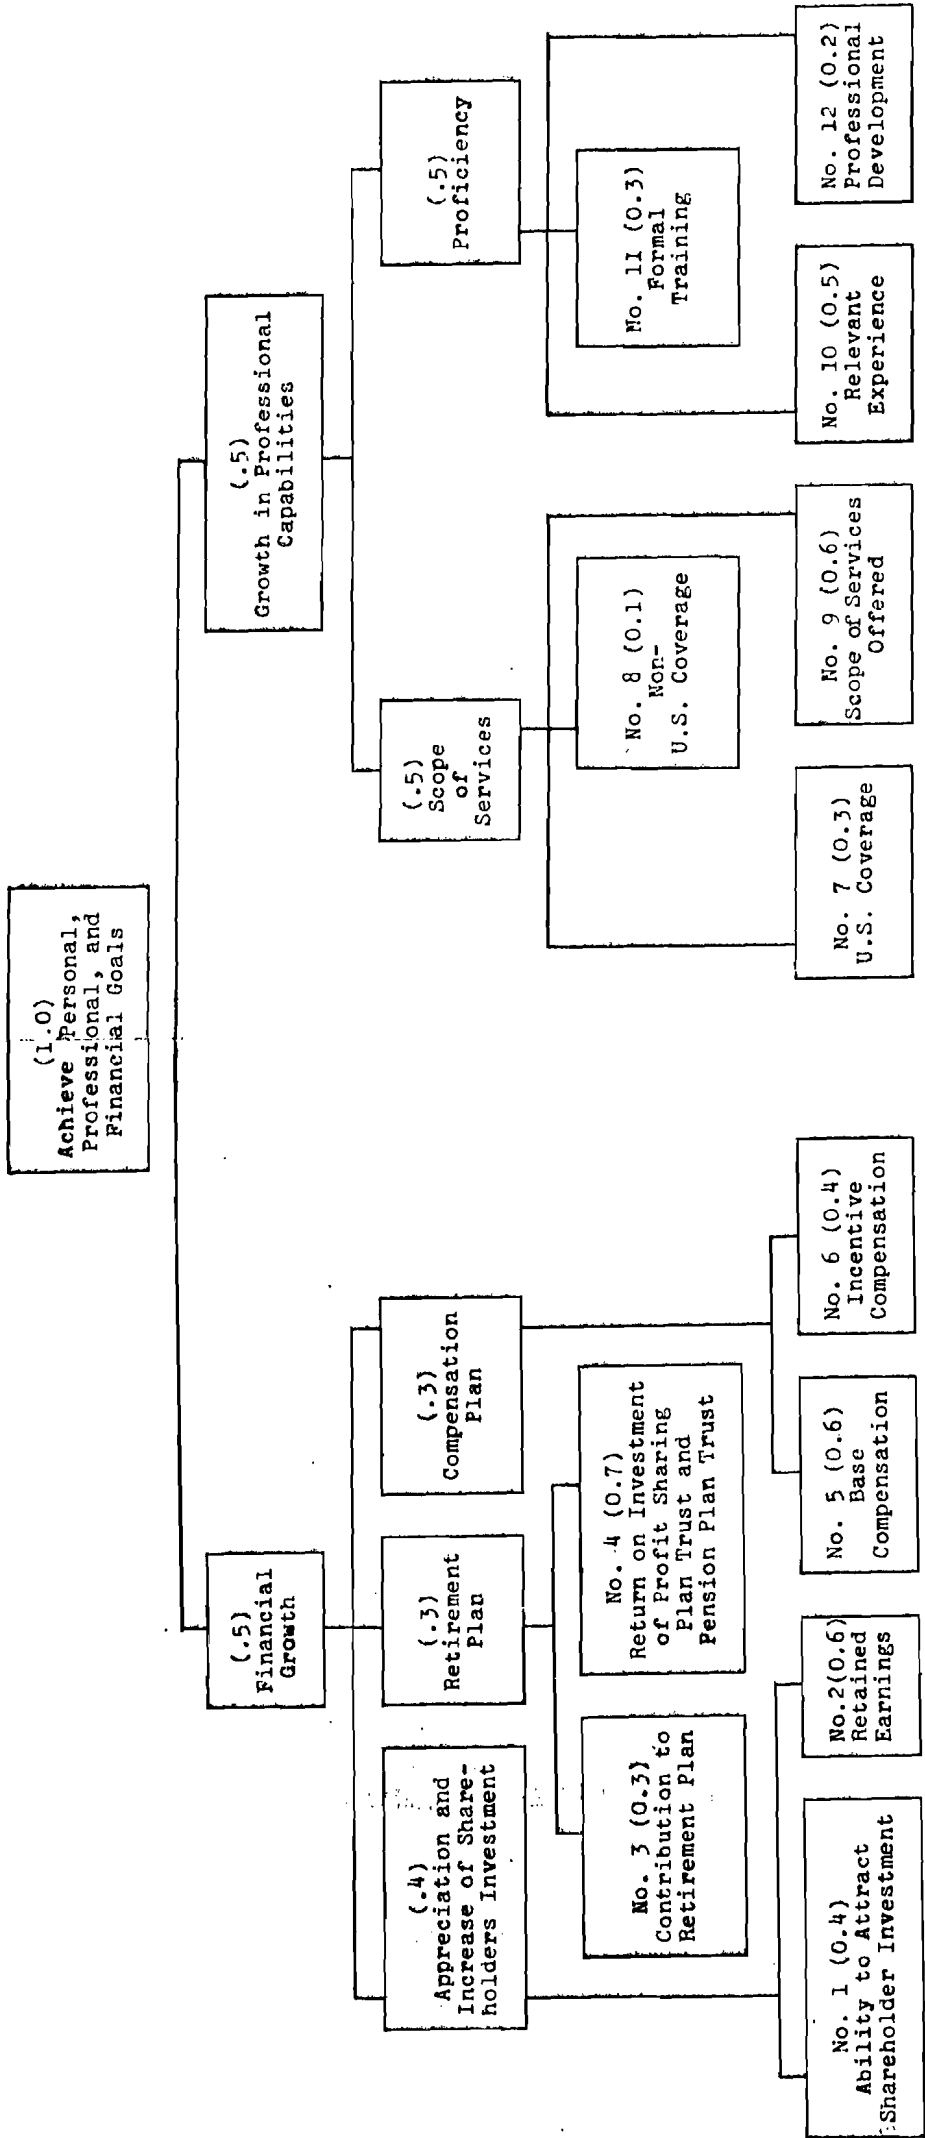 (1.0)
Achieve Personal,
Professional, and
Financial Goals
(.5)
Financial
Growth
(.5)
Growth in Professional
Capabilities
(.4)
Appreciation and
Increase of Share-
holders Investment
(.3)
Retirement
Plan
(.3)
Compensation
Plan
(.5)
Scope
of
Services
(.5)
Proficiency
No. 3 (0.3)
Contribution to
Retirement Plan
No. 4 (0.7)
Return on Investment
of Profit Sharing
Plan Trust and
Pension Plan Trust
No. 8 (0.1)
Non-
U.S. Coverage
No. 11 (0.3)
Formal
Training
No. 1 (0.4)
Ability to Attract
Shareholder Investment
No.2(0.6)
Retained
Earnings
No. 5 (0.6)
Base
Compensation
No. 6 (0.4)
Incentive
Compensation
No. 7 (0.3)
U.S. Coverage
No. 9 (0.6)
Scope of Services
Offered
No. 10 (0.5)
Relevant
Experience
No. 12 (0.2)
Professional
Development